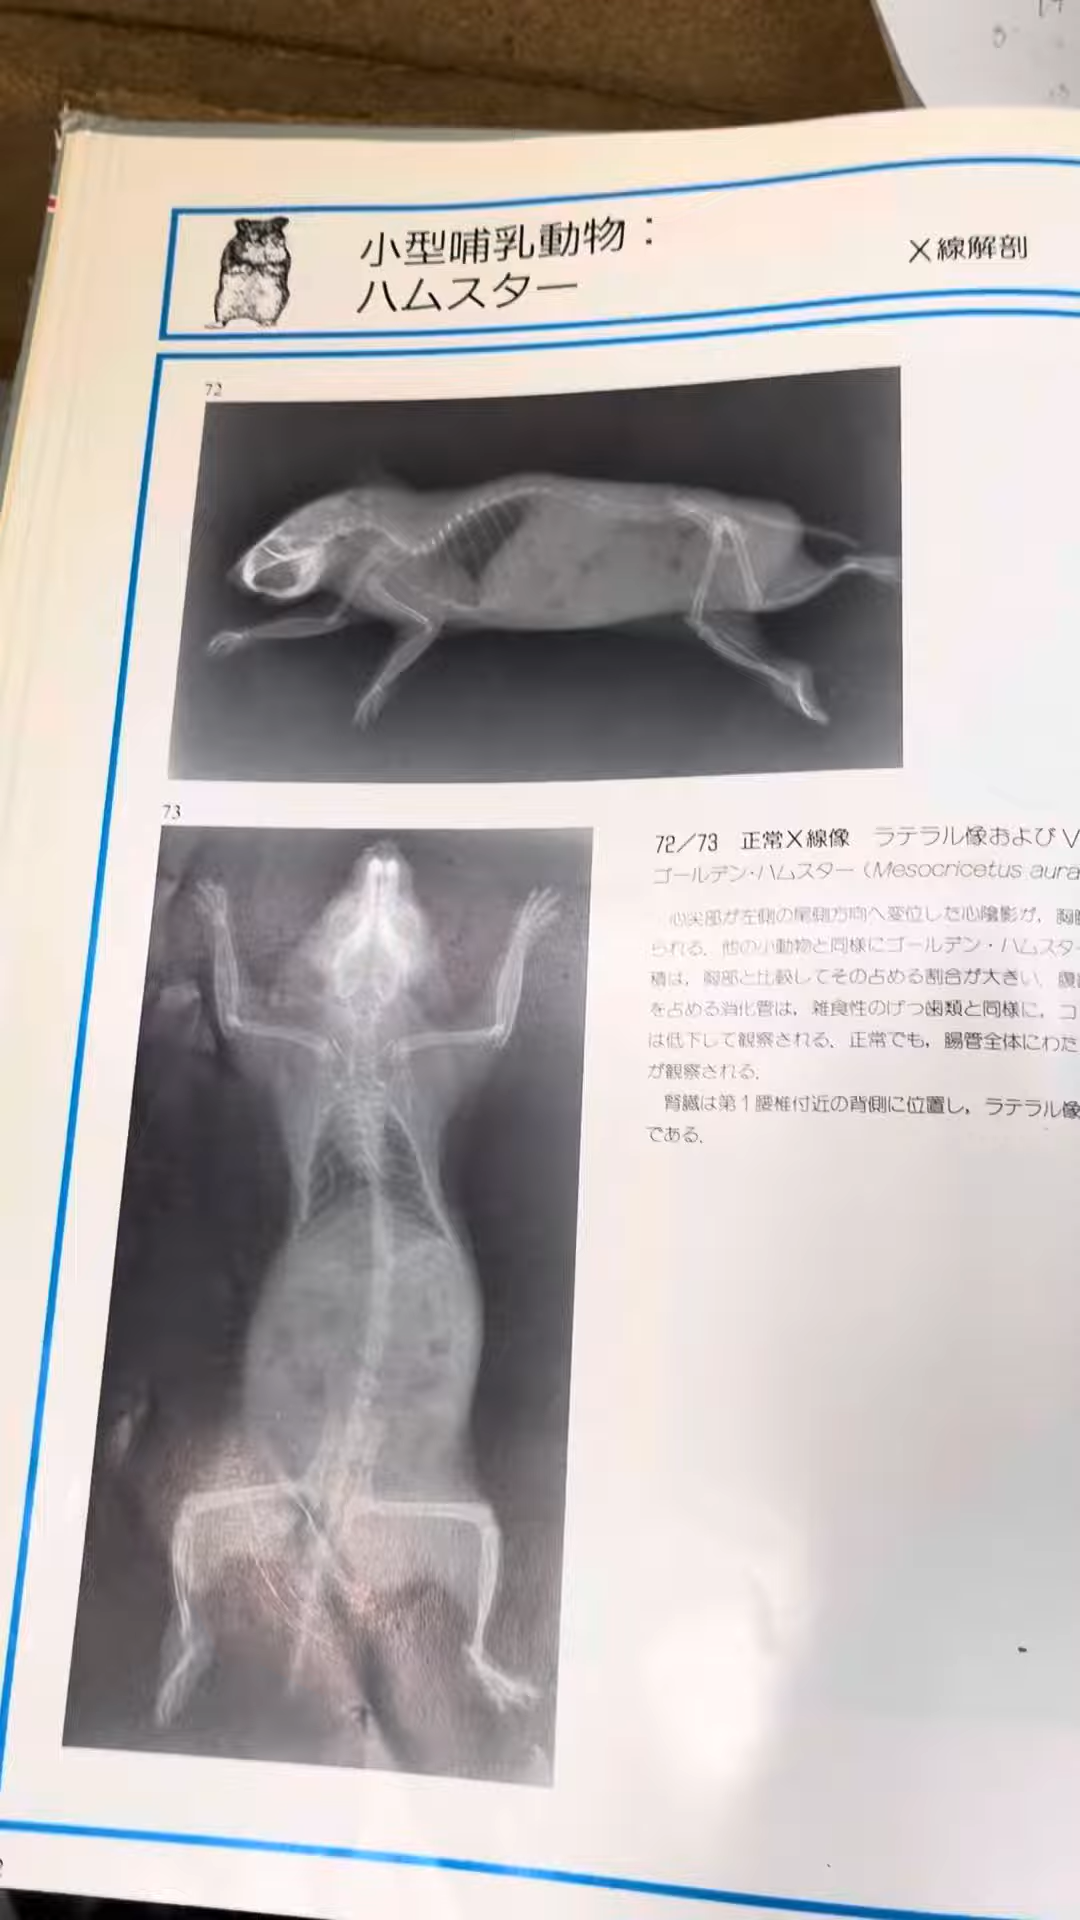 小型哺乳動物：
ハムスター
X線解剖
72
73
72/73 正常X線像 ラテラル像およびV
ゴールデン・ハムスター（Mesocricetus aura
心尖部が左側の尾側方向へ変位した心陰影が，胸
られる．他の小動物と同様にゴールデン・ハムスター
積は，胸部と比較してその占める割合が大きい．腹
を占める消化管は，雑食性のげっ歯類と同様に，コ
は低下して観察される．正常でも，腸管全体にわた
が観察される．
腎臓は第1腰椎付近の背側に位置し，ラテラル像
である．
2